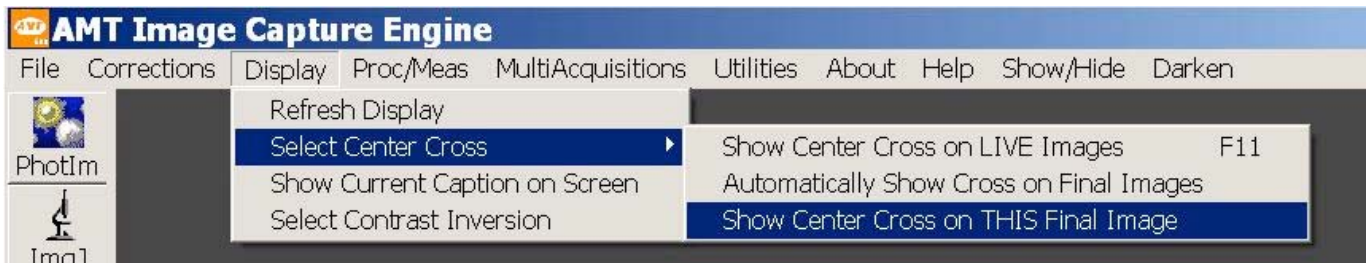 AMT Image Capture Engine
File Corrections Display Proc/Meas MultiAcquisitions Utilities About Help Show/Hide Darken
Refresh Display
Select Center Cross
Show Current Caption on Screen
Select Contrast Inversion
Show Center Cross on LIVE Images F11
Automatically Show Cross on Final Images
Show Center Cross on THIS Final Image
PhotIm
Img1